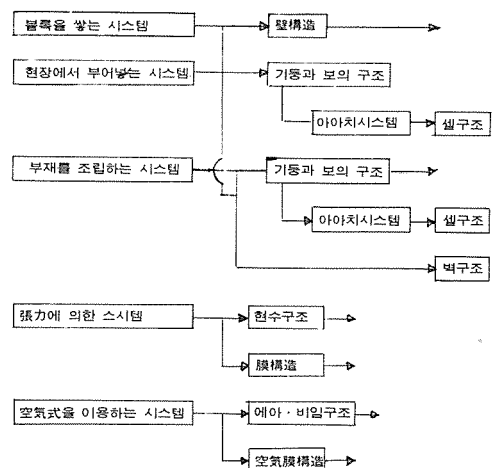 블록을 쌓는 시스템
壁構造
현장에서 부어넣는 시스템
기둥과 보의 구조
아아치시스템
셀구조
부재를 조립하는 시스템
기둥과 보의 구조
아아치시스템
셀구조
벽구조
張力에 의한 스시템
현수구조
膜構造
空氣式을 이용하는 시스템
에아·비임구조
空氣膜構造